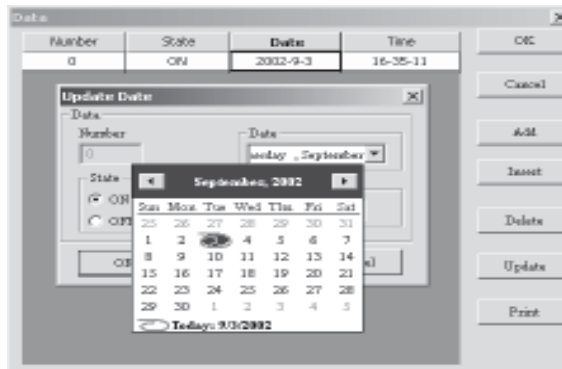 Data
Number State Date Time OK
0 ON 2002-9-3 16-35-11
Cancel
Update Date
Data
Number Date
0 uesday , September
Add
State
ON
OFF
September, 2002
Sun Mon Tue Wed Thu Fri Sat
25 26 27 28 29 30 31
1 2 3 4 5 6 7
8 9 10 11 12 13 14
15 16 17 18 19 20 21
22 23 24 25 26 27 28
29 30 1 2 3 4 5
Today: 9/3/2002
Insert
Delete
Update
Print